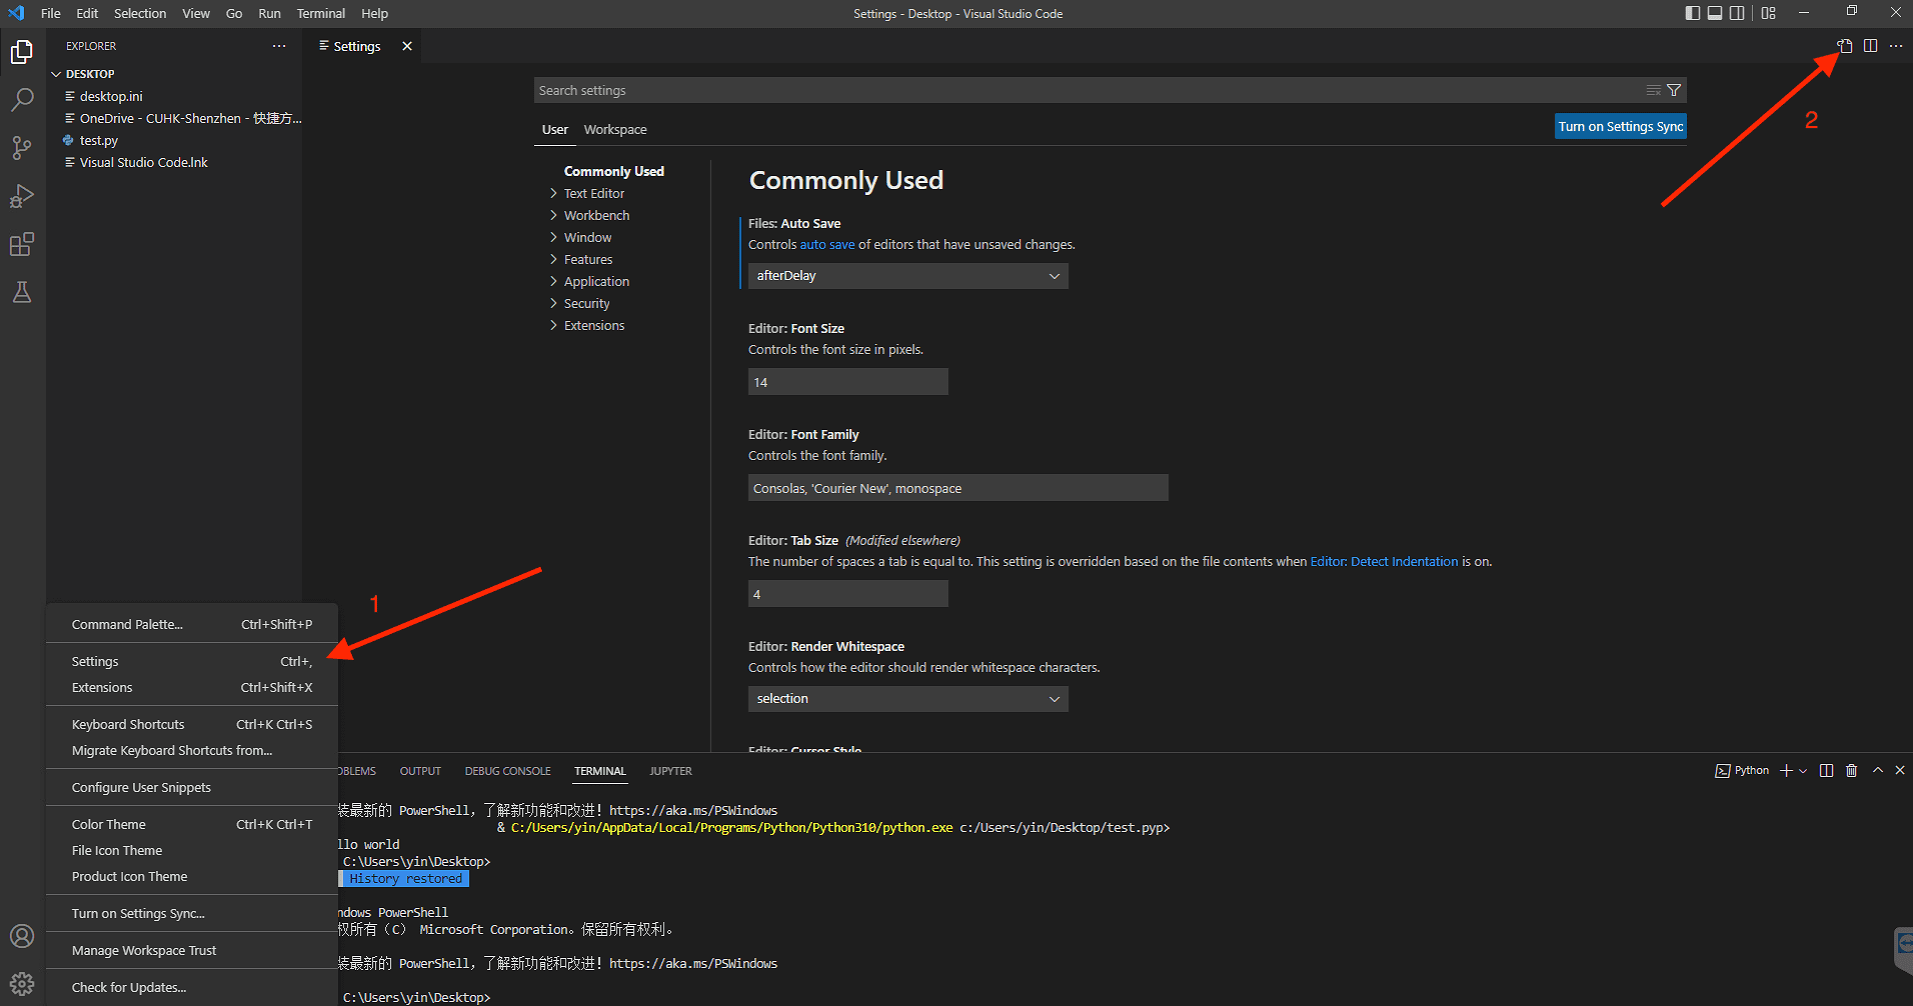 File Edit Selection View Go Run Terminal Help
Settings - Desktop - Visual Studio Code
EXPLORER
Settings
DESKTOP
desktop.ini
OneDrive - CUHK-Shenzhen - 快捷方...
test.py
Visual Studio Code.lnk
Search settings
User Workspace
Turn on Settings Sync
2
Commonly Used
Text Editor
Workbench
Window
Features
Application
Security
Extensions
Commonly Used
Files: Auto Save
Controls auto save of editors that have unsaved changes.
afterDelay
Editor: Font Size
Controls the font size in pixels.
14
Editor: Font Family
Controls the font family.
Consolas, 'Courier New', monospace
Editor: Tab Size (Modified elsewhere)
The number of spaces a tab is equal to. This setting is overridden based on the file contents when Editor: Detect Indentation is on.
4
Editor: Render Whitespace
Controls how the editor should render whitespace characters.
selection
Editor: Cursor Style
1
Command Palette... Ctrl+Shift+P
Settings Ctrl+,
Extensions Ctrl+Shift+X
Keyboard Shortcuts Ctrl+K Ctrl+S
Migrate Keyboard Shortcuts from...
Configure User Snippets
Color Theme Ctrl+K Ctrl+T
File Icon Theme
Product Icon Theme
Turn on Settings Sync...
Manage Workspace Trust
Check for Updates...
OBLEMS OUTPUT DEBUG CONSOLE TERMINAL JUPYTER
Python
装最新的 PowerShell，了解新功能和改进！https://aka.ms/PSWindows
& C:/Users/yin/AppData/Local/Programs/Python/Python310/python.exe c:/Users/yin/Desktop/test.pyp>
llo world
C:\Users\yin\Desktop>
History restored
ndows PowerShell
权所有（C） Microsoft Corporation。保留所有权利。
装最新的 PowerShell，了解新功能和改进！https://aka.ms/PSWindows
C:\Users\yin\Desktop>